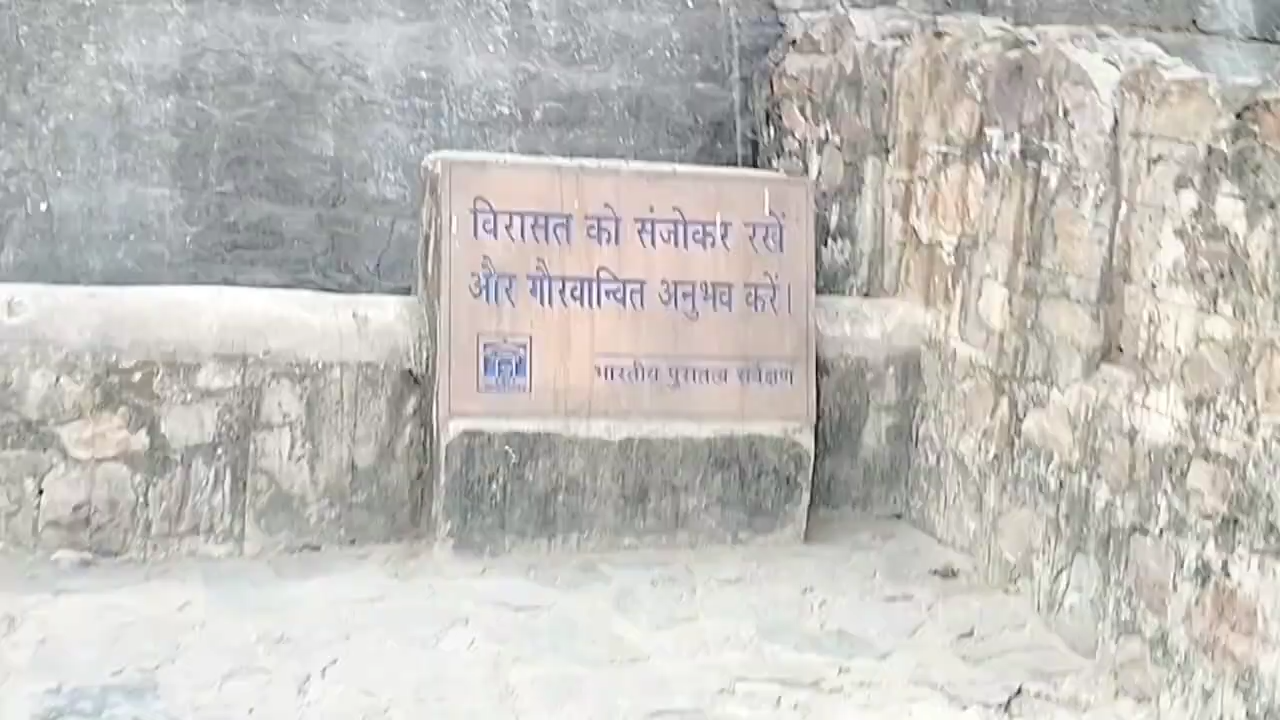 विरासत को संजोकर रखें
और गौरवान्वित अनुभव करें।
भारतीय पुरातत्व सर्वेक्षण